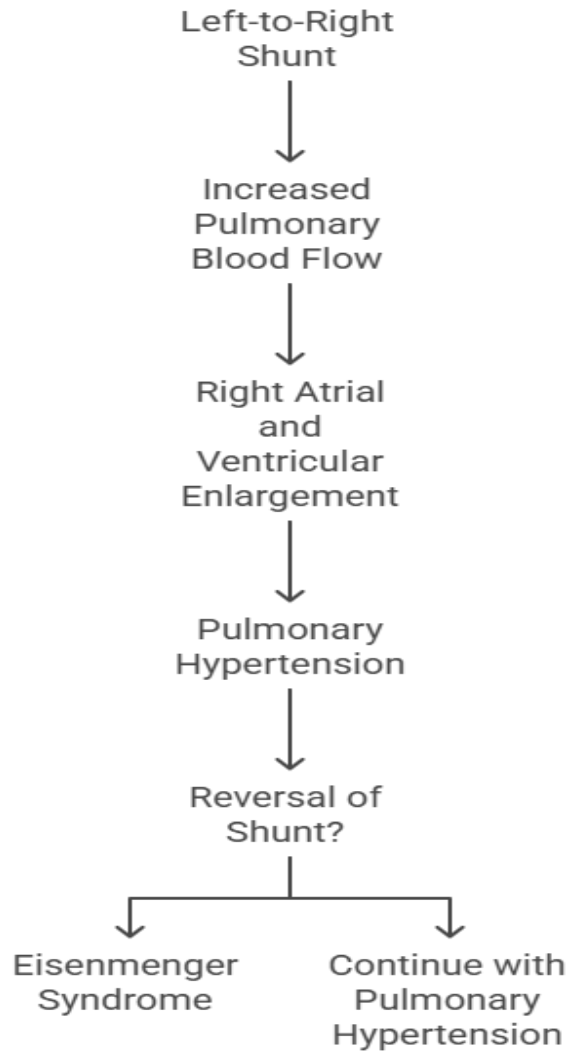 Left-to-Right
Shunt
Increased
Pulmonary
Blood Flow
Right Atrial
and
Ventricular
Enlargement
Pulmonary
Hypertension
Reversal of
Shunt?
Eisenmenger
Syndrome
Continue with
Pulmonary
Hypertension